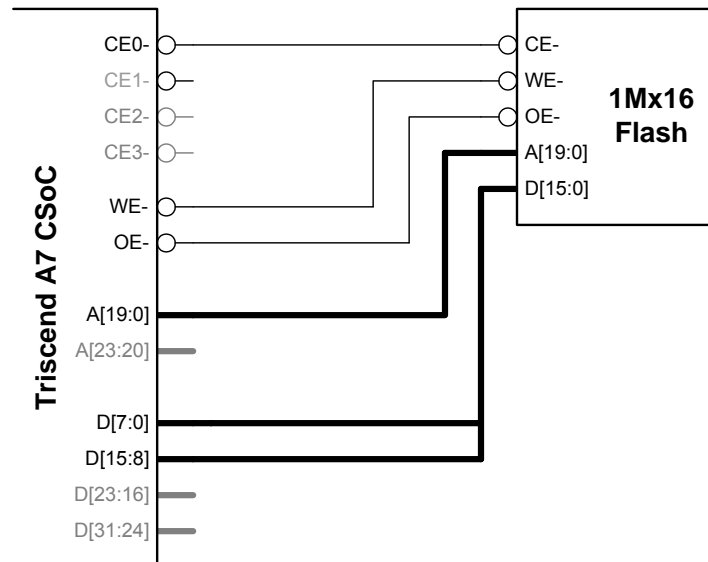 Triscend A7 CSoC
CE0-
CE1-
CE2-
CE3-
WE-
OE-
A[19:0]
A[23:20]
D[7:0]
D[15:8]
D[23:16]
D[31:24]
CE-
WE-
OE-
A[19:0]
D[15:0]
1Mx16
Flash